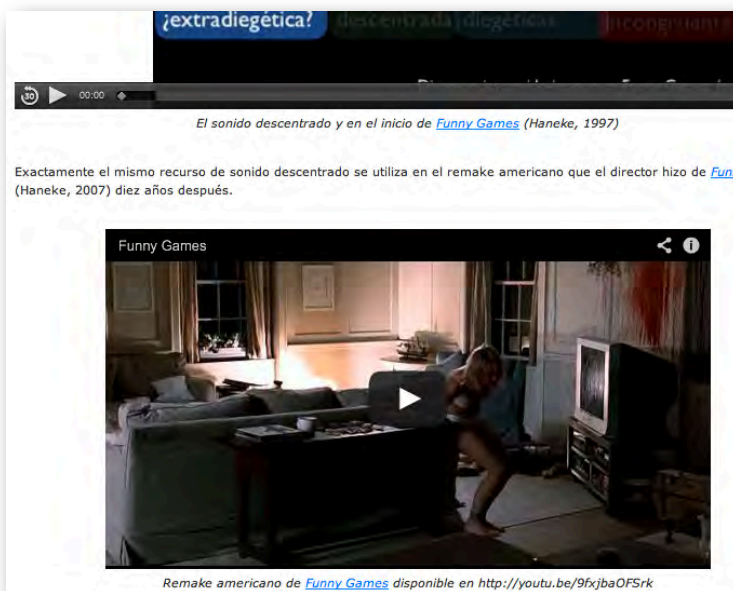 ¿extradiegética? descentrada diegéticas incongruente
00:00
El sonido descentrado y en el inicio de Funny Games (Haneke, 1997)
Exactamente el mismo recurso de sonido descentrado se utiliza en el remake americano que el director hizo de
(Haneke, 2007) diez años después.
Funny Games
Remake americano de Funny Games disponible en http://youtu.be/9fxjbaOFSrk